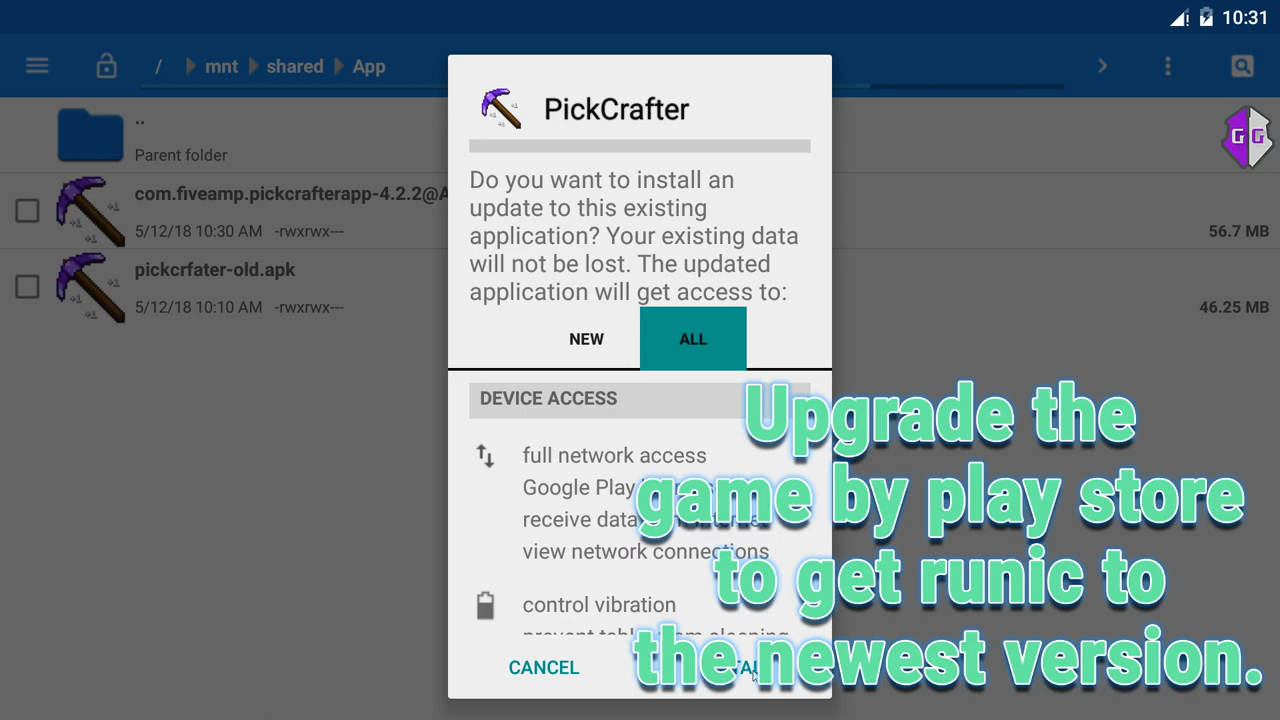 10:31
/ mnt shared App
PickCrafter
G G
..
Parent folder
Do you want to install an
update to this existing
application? Your existing data
will not be lost. The updated
application will get access to:
com.fiveamp.pickcrafterapp-4.2.2@A
5/12/18 10:30 AM -rwxrwx---
56.7 MB
pickcrfater-old.apk
5/12/18 10:10 AM -rwxrwx---
46.25 MB
NEW
ALL
DEVICE ACCESS
full network access
Google Play
receive data
view network connections
control vibration
CANCEL
Upgrade the
game by play store
to get runic to
the newest version.